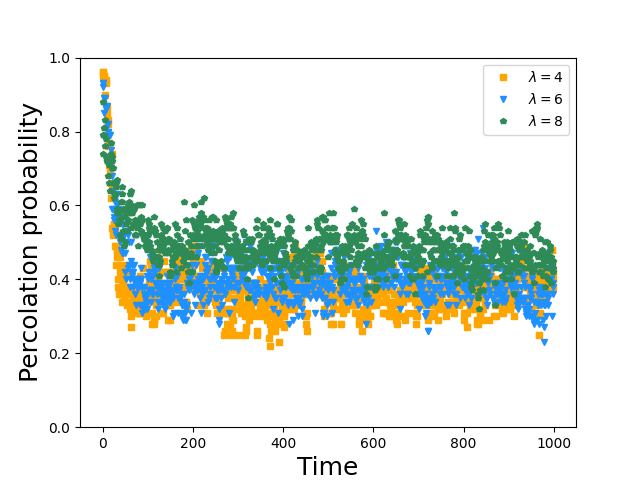 1.0
0.8
0.6
0.4
0.2
0.0
Percolation probability
λ = 4
λ = 6
λ = 8
0 200 400 600 800 1000
Time